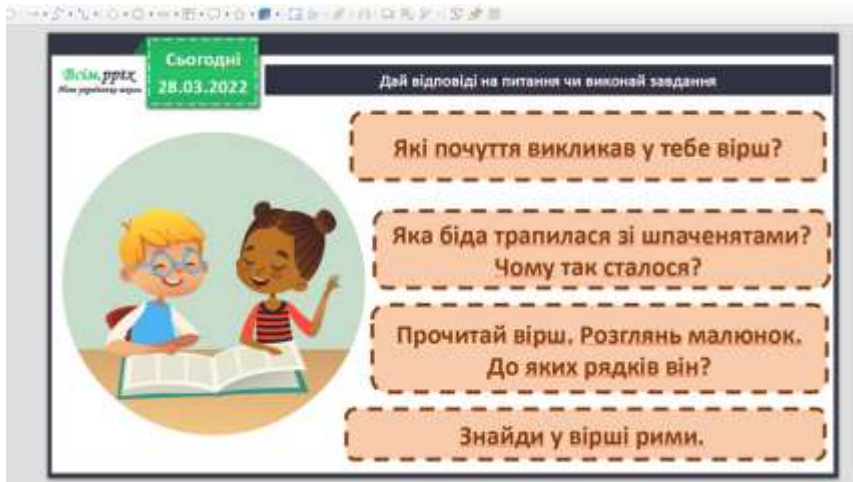 Сьогодні
28.03.2022
Всім.pptx
Дай відповіді на питання чи виконай завдання
Які почуття викликав у тебе вірш?
Яка біда трапилася зі шпаченятами?
Чому так сталося?
Прочитай вірш. Розглянь малюнок.
До яких рядків він?
Знайди у вірші рими.